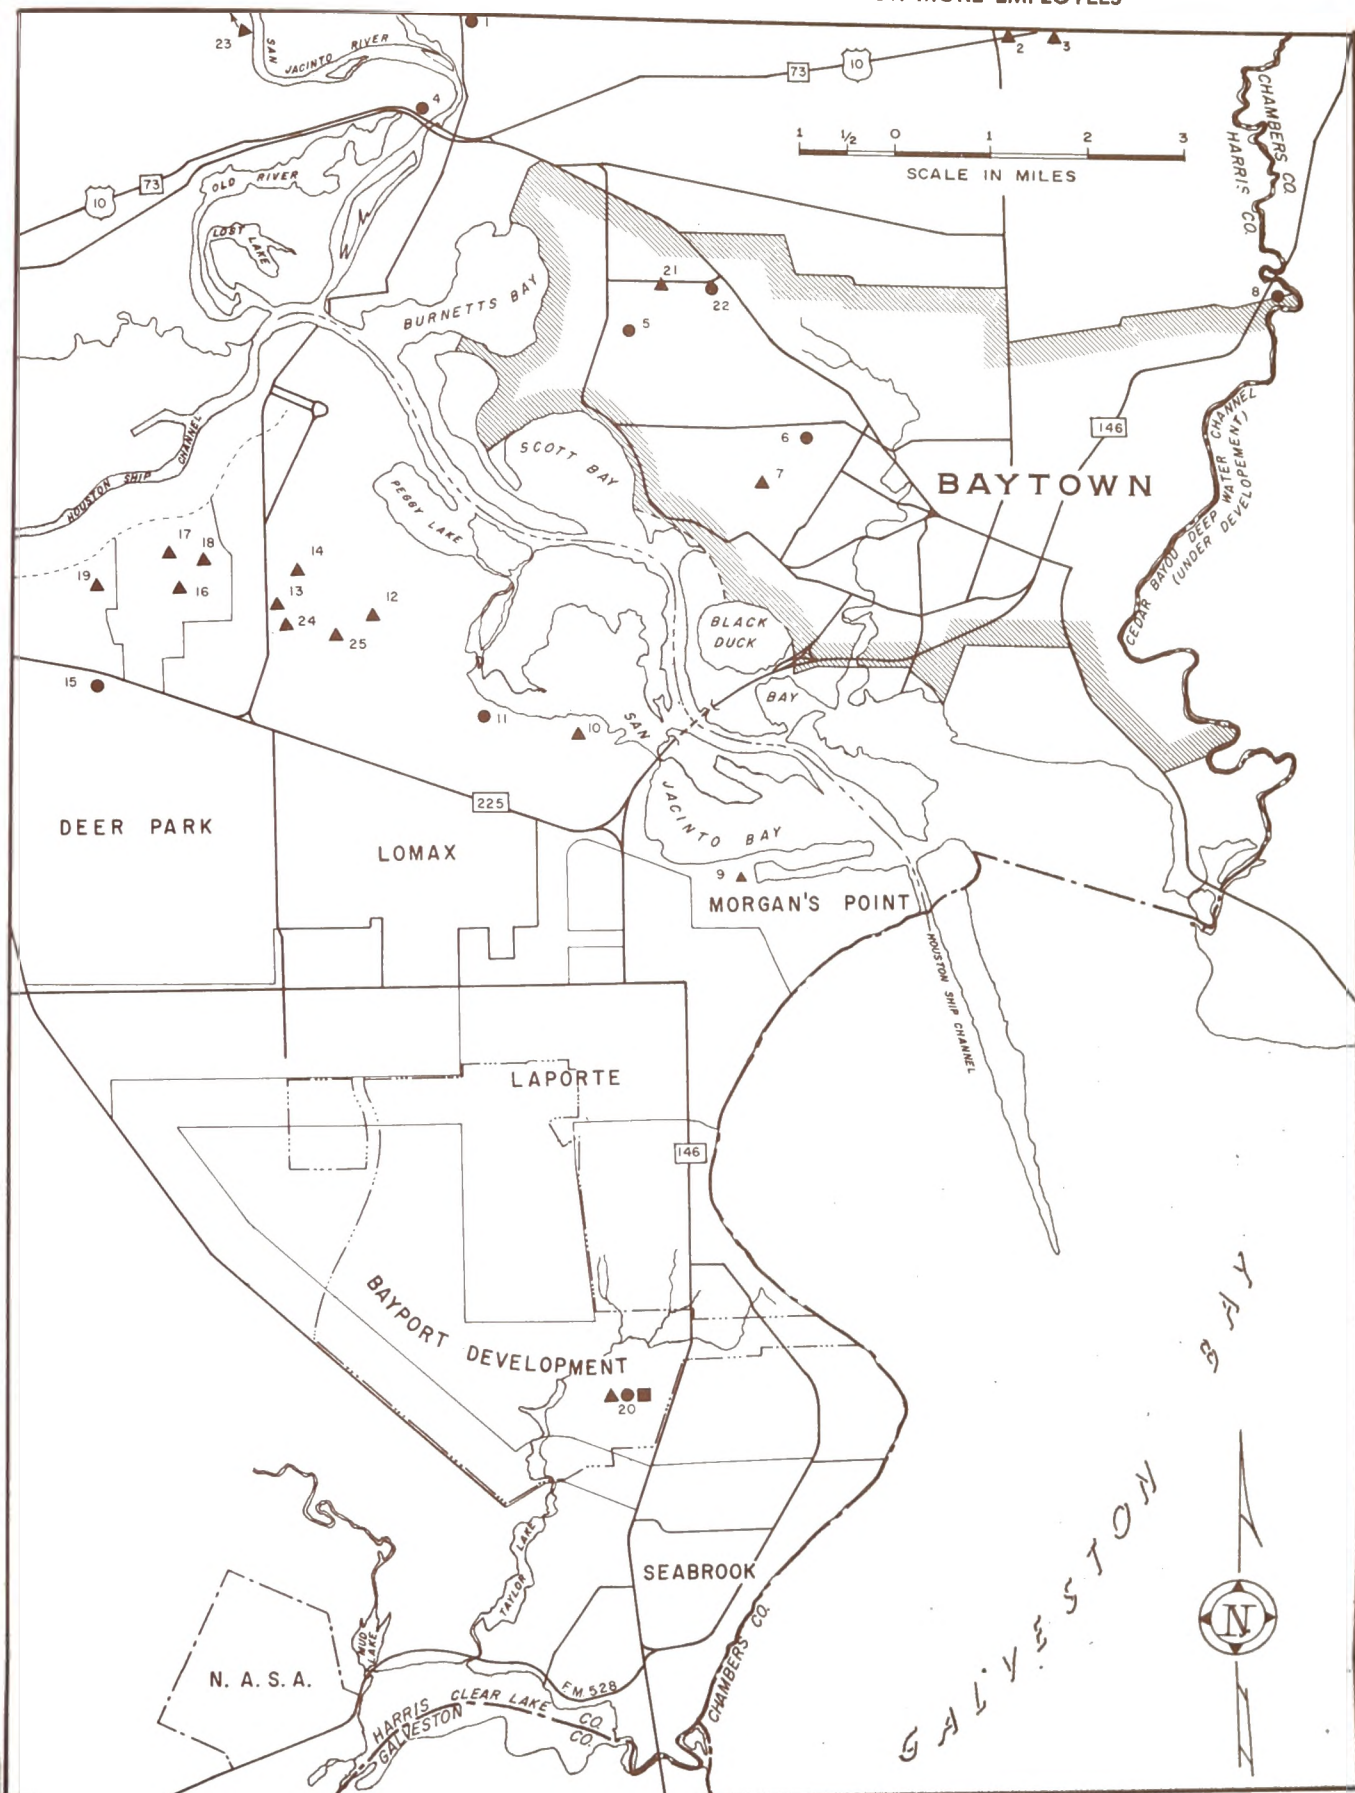 OR MORE EMPLOYEES
23
1
2
3
SAN
JACINTO RIVER
73
10
4
1 1/2 0 1 2 3
SCALE IN MILES
CHAMBERS CO.
HARRIS CO.
10
73
OLD RIVER
LOST LAKE
BURNETTS BAY
21
22
5
8
146
6
7
SCOTT BAY
BAYTOWN
PEGGY LAKE
HOUSTON SHIP CHANNEL
CEDAR BAYOU DEEP WATER CHANNEL
(UNDER DEVELOPEMENT)
17
18
14
19
16
13
12
24
25
BLACK
DUCK
BAY
15
11
10
SAN
JACINTO BAY
225
DEER PARK
LOMAX
9
MORGAN'S POINT
HOUSTON SHIP CHANNEL
LAPORTE
146
BAYPORT DEVELOPMENT
20
GALVESTON BAY
TAYLOR LAKE
SEABROOK
MUD LAKE
N
N. A. S. A.
F.M. 528
CLEAR LAKE
HARRIS CO.
GALVESTON CO.
CHAMBERS CO.